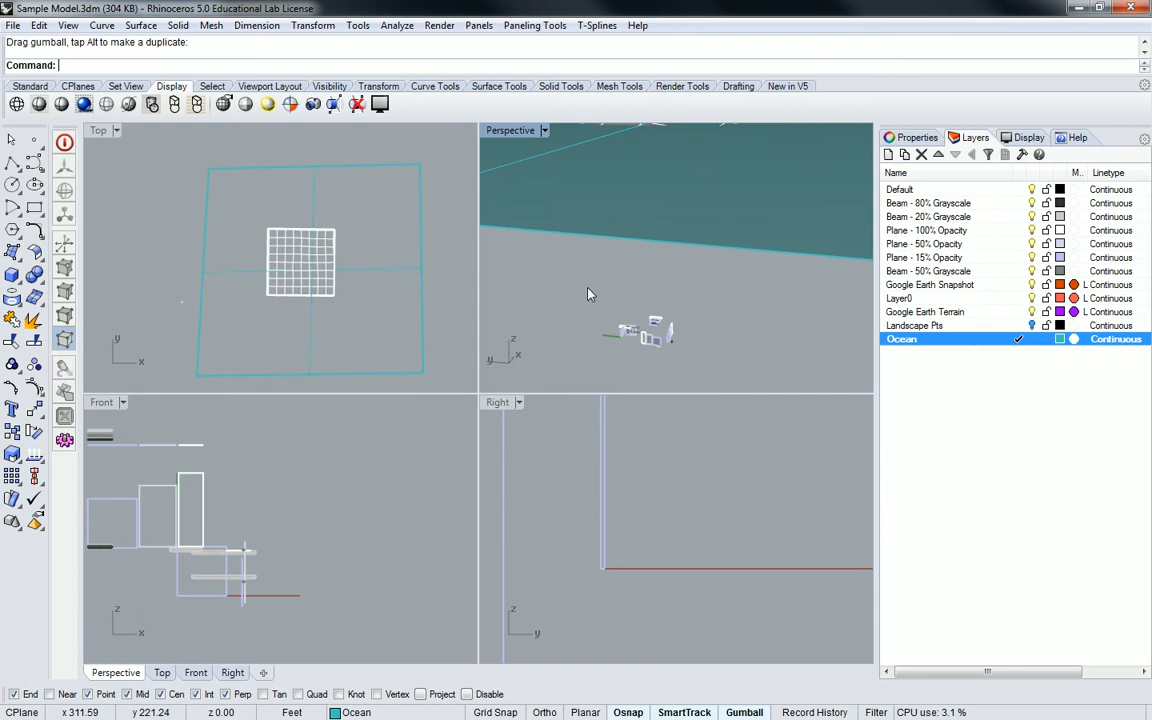 Sample Model.3dm (304 KB) - Rhinoceros 5.0 Educational Lab License
File Edit View Curve Surface Solid Mesh Dimension Transform Tools Analyze Render Panels Paneling Tools T-Splines Help
Drag gumball, tap Alt to make a duplicate:
Command:
Standard CPlanes Set View Display Select Viewport Layout Visibility Transform Curve Tools Surface Tools Solid Tools Mesh Tools Render Tools Drafting New in V5
Top
Perspective
Properties Layers Display Help
Name M.. Linetype
Default Continuous
Beam - 80% Grayscale Continuous
Beam - 20% Grayscale Continuous
Plane - 100% Opacity Continuous
Plane - 50% Opacity Continuous
Plane - 15% Opacity Continuous
Beam - 50% Grayscale Continuous
Google Earth Snapshot L Continuous
Layer0 L Continuous
Google Earth Terrain L Continuous
Landscape Pts Continuous
Ocean Continuous
y
x
z
y
x
Front
Right
z
x
z
y
Perspective Top Front Right
End Near Point Mid Cen Int Perp Tan Quad Knot Vertex Project Disable
CPlane x 311.59 y 221.24 z 0.00 Feet Ocean Grid Snap Ortho Planar Osnap SmartTrack Gumball Record History Filter CPU use: 3.1 %